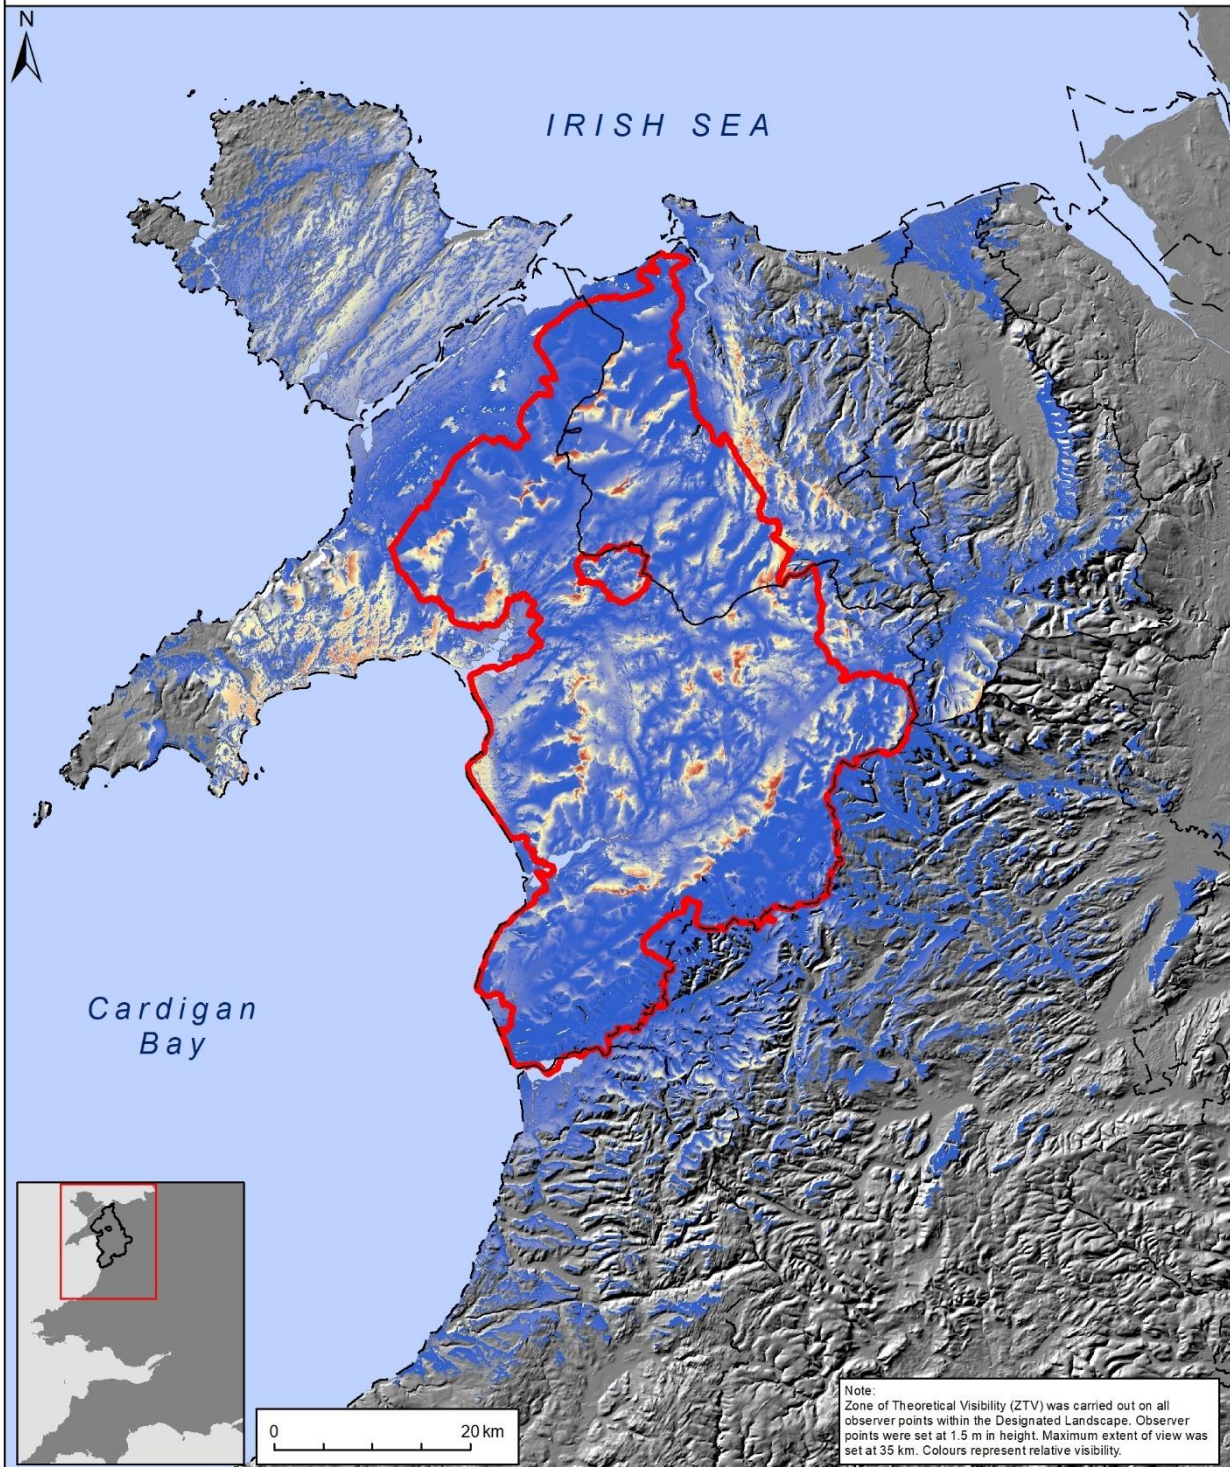 N
IRISH SEA
Cardigan
Bay
0
20 km
Note:
Zone of Theoretical Visibility (ZTV) was carried out on all
observer points within the Designated Landscape. Observer
points were set at 1.5 m in height. Maximum extent of view was
set at 35 km. Colours represent relative visibility.